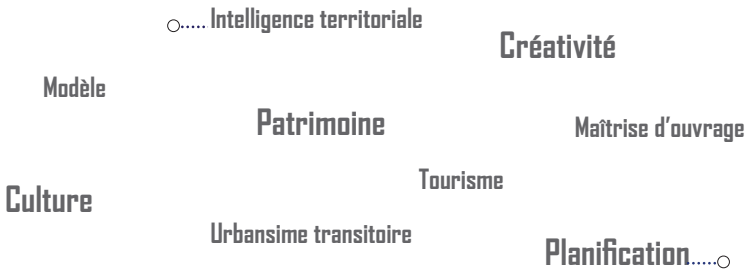 Intelligence territoriale
Créativité
Modèle
Patrimoine
Maîtrise d'ouvrage
Tourisme
Culture
Urbansime transitoire
Planification